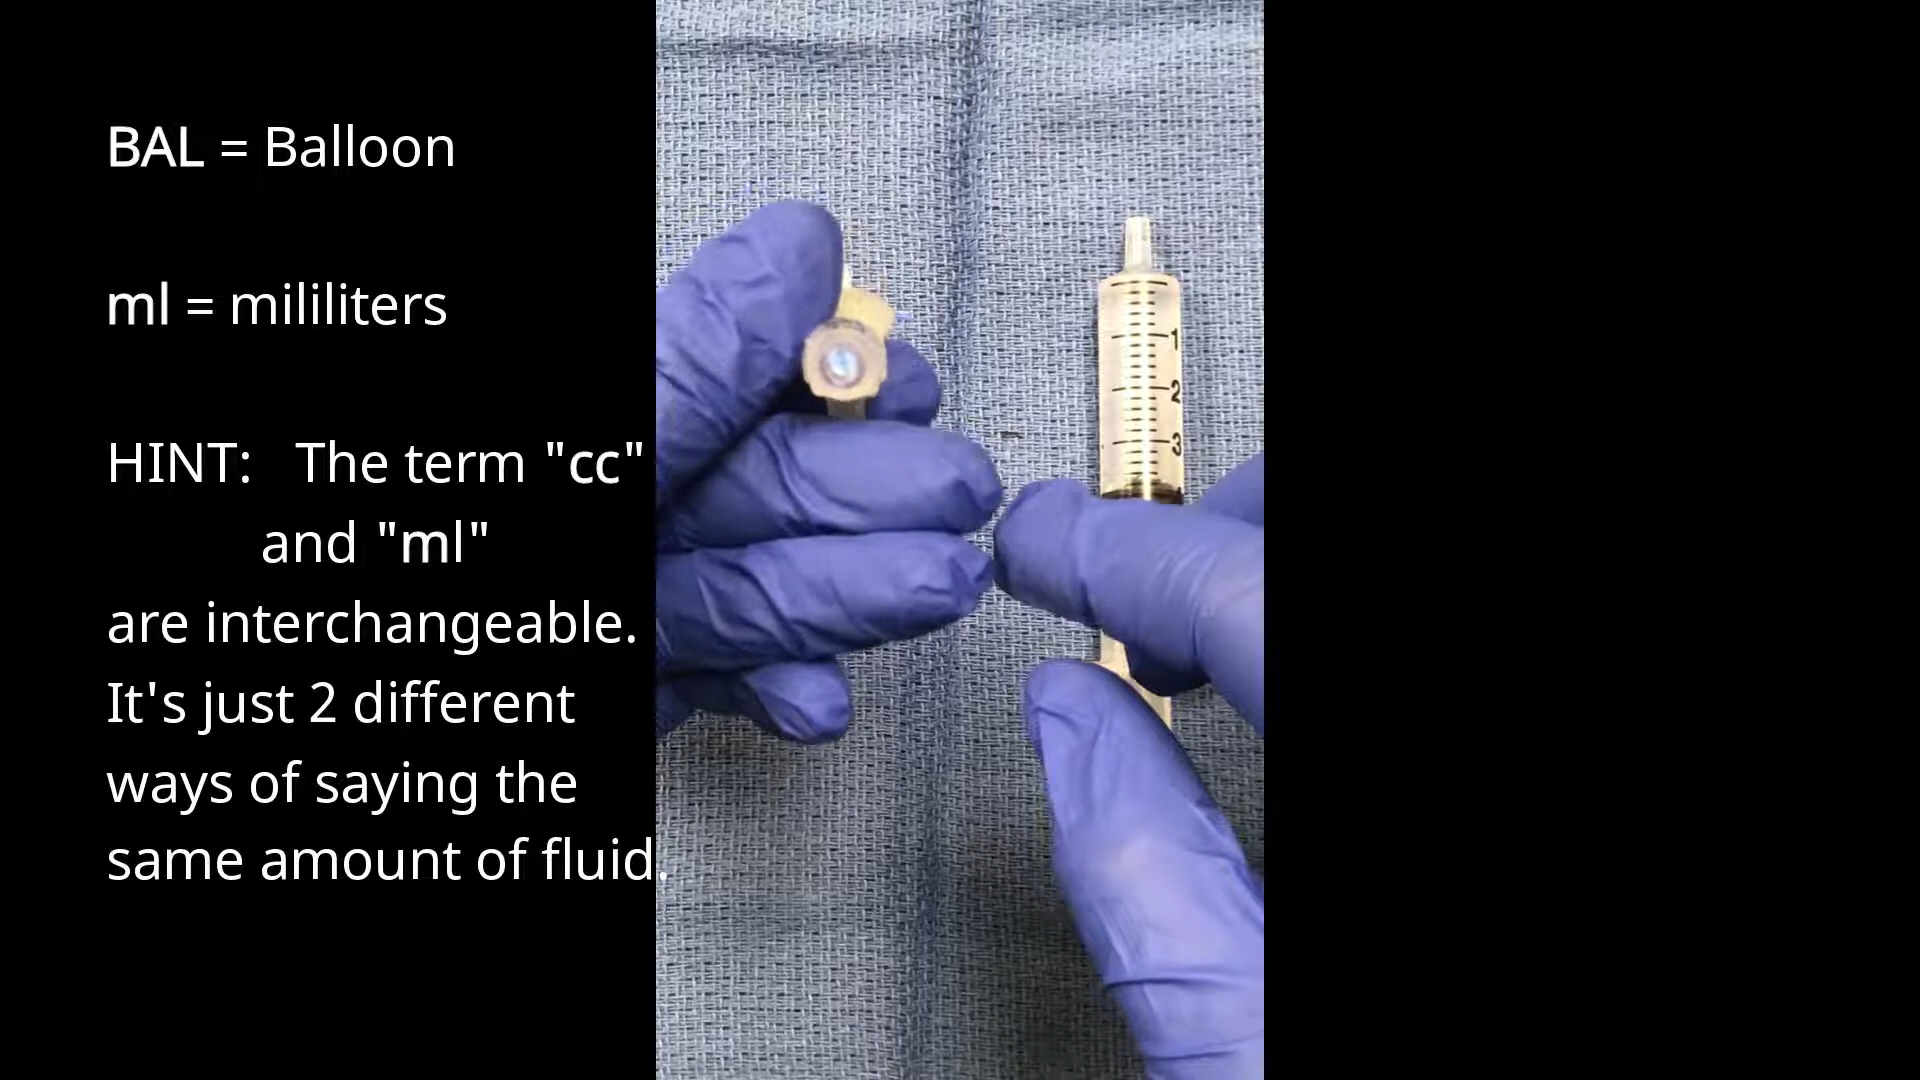 BAL = Balloon
ml = mililiters
HINT: The term "cc"
and "ml"
are interchangeable.
It's just 2 different
ways of saying the
same amount of fluid.
1
2
3